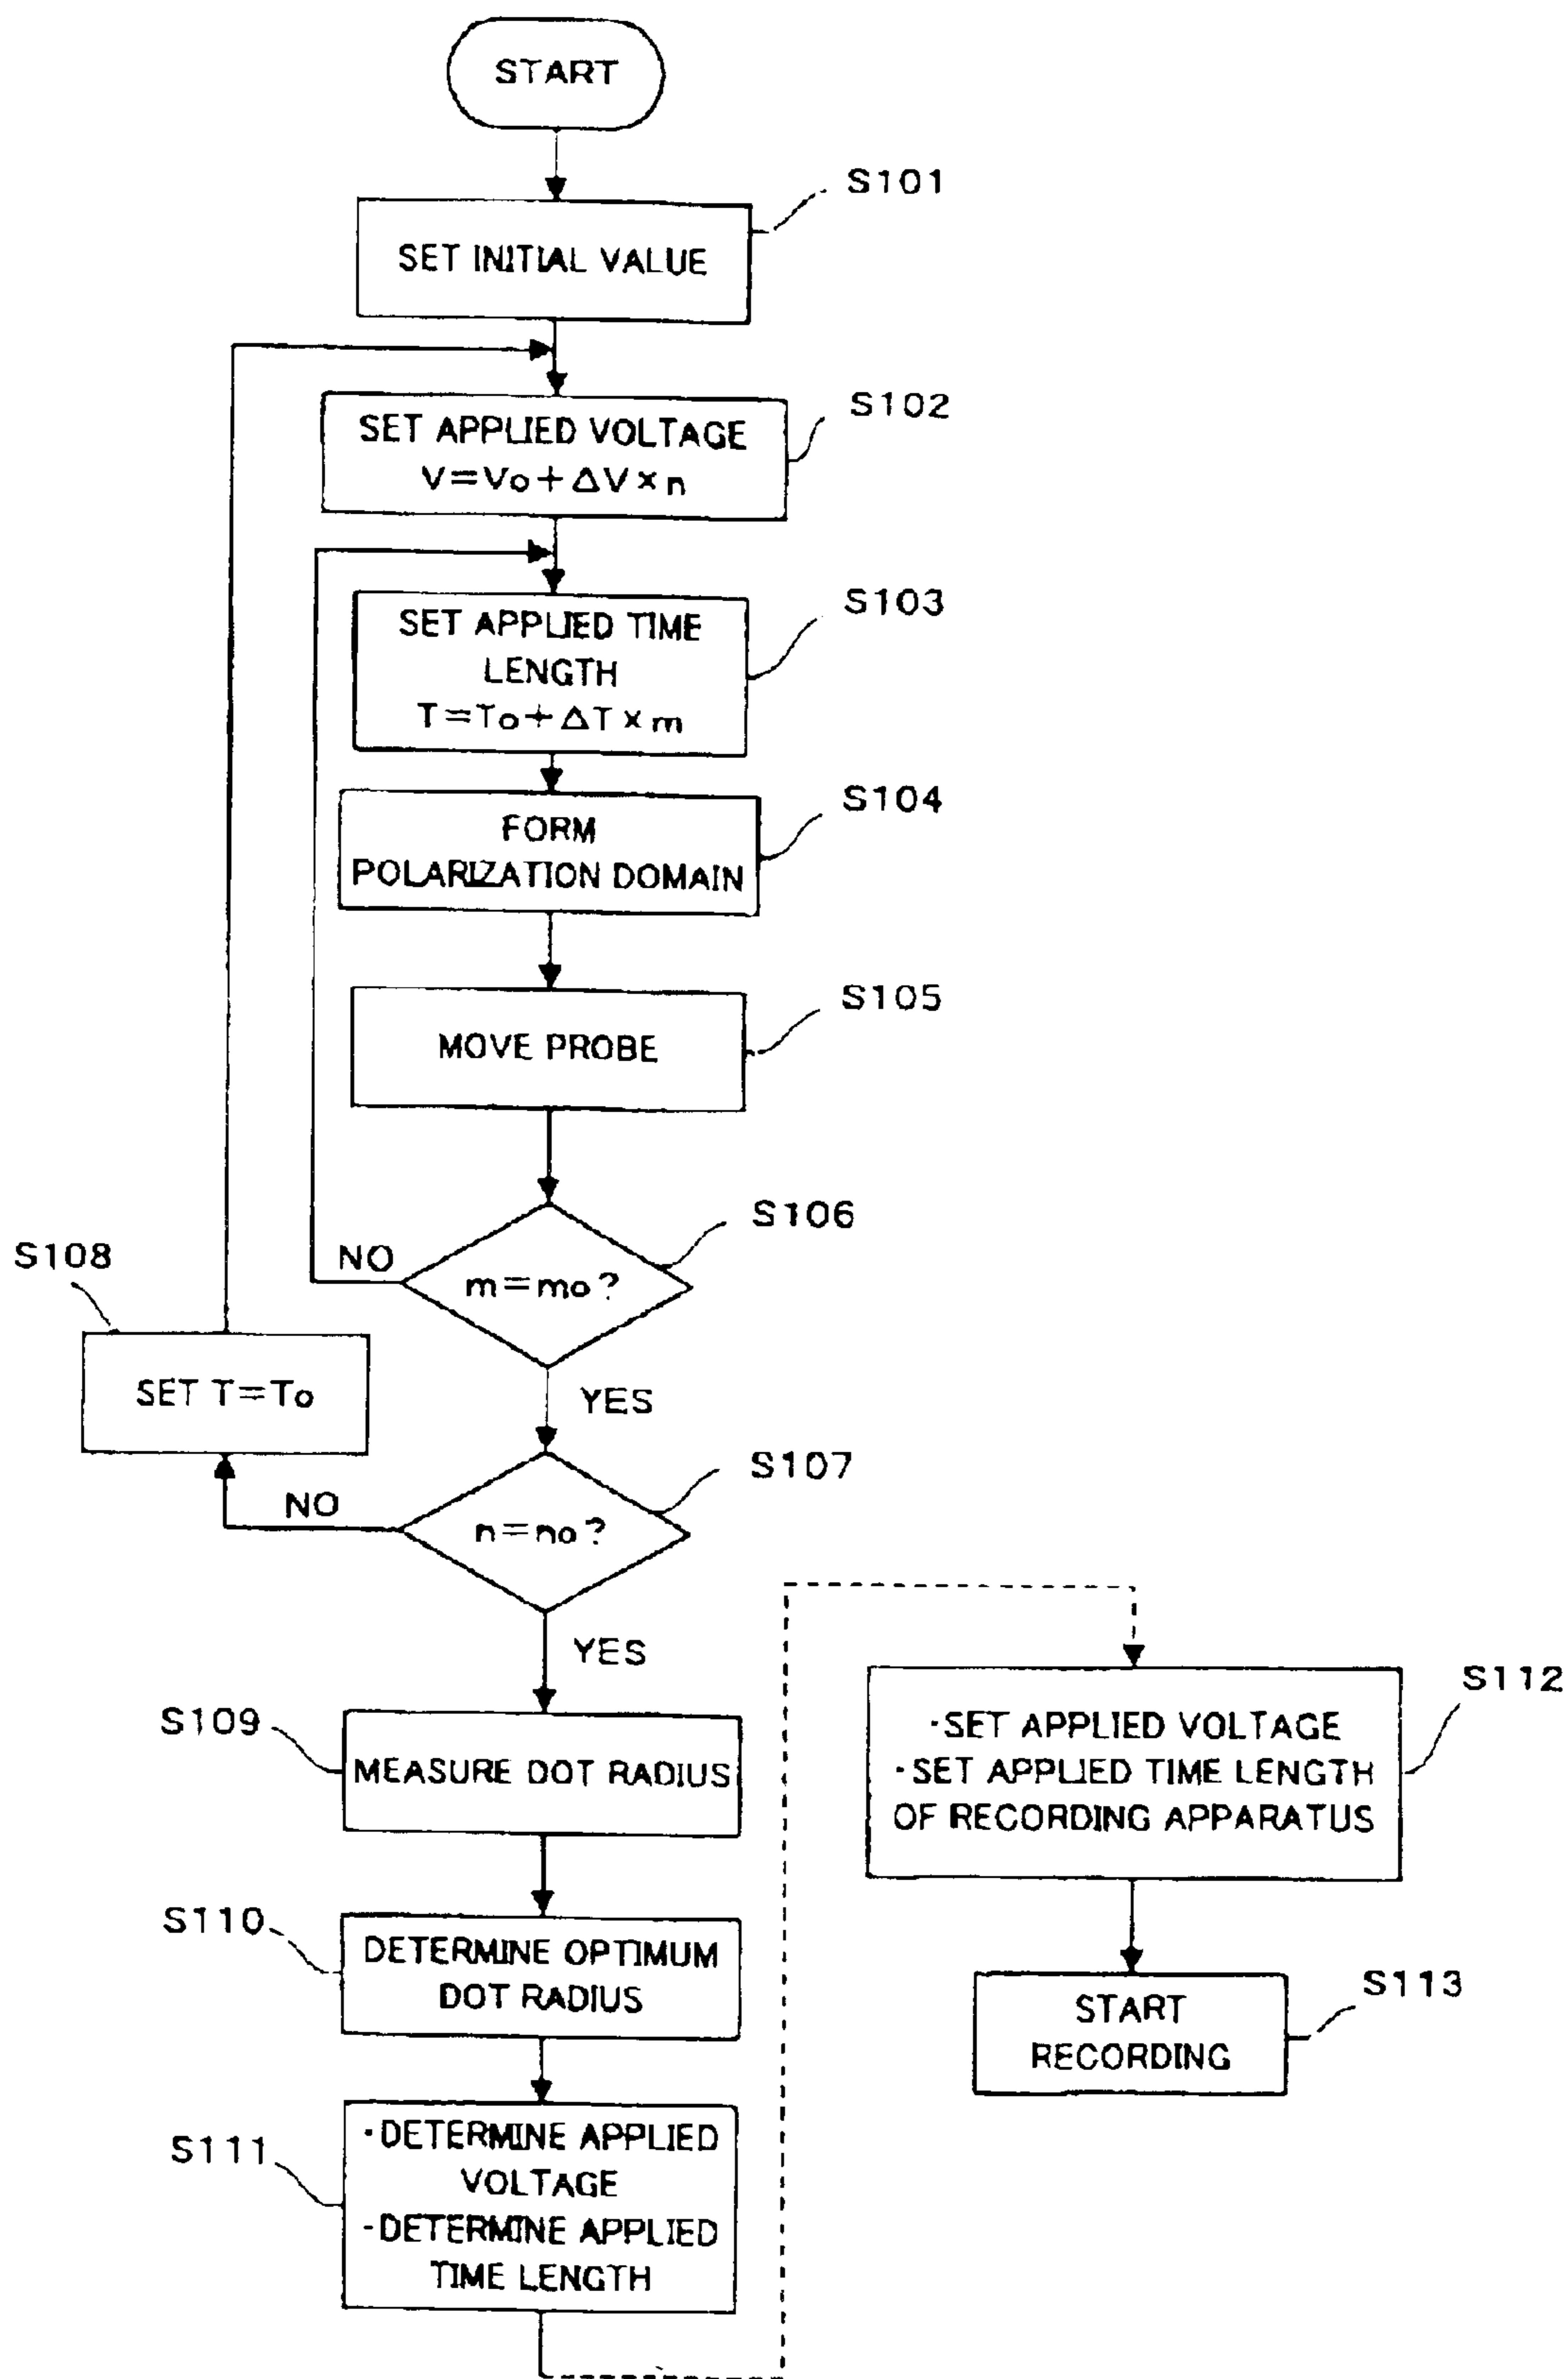 START
S101
SET INITIAL VALUE
S102
SET APPLIED VOLTAGE
V=Vo+ΔV×n
S103
SET APPLIED TIME
LENGTH
T=To+ΔT×m
S104
FORM
POLARIZATION DOMAIN
S105
MOVE PROBE
S106
m=mo?
NO
YES
S108
SET T=To
S107
n=no?
NO
YES
S109
MEASURE DOT RADIUS
S110
DETERMINE OPTIMUM
DOT RADIUS
S111
·DETERMINE APPLIED
VOLTAGE
·DETERMINE APPLIED
TIME LENGTH
S112
·SET APPLIED VOLTAGE
·SET APPLIED TIME LENGTH
OF RECORDING APPARATUS
S113
START
RECORDING